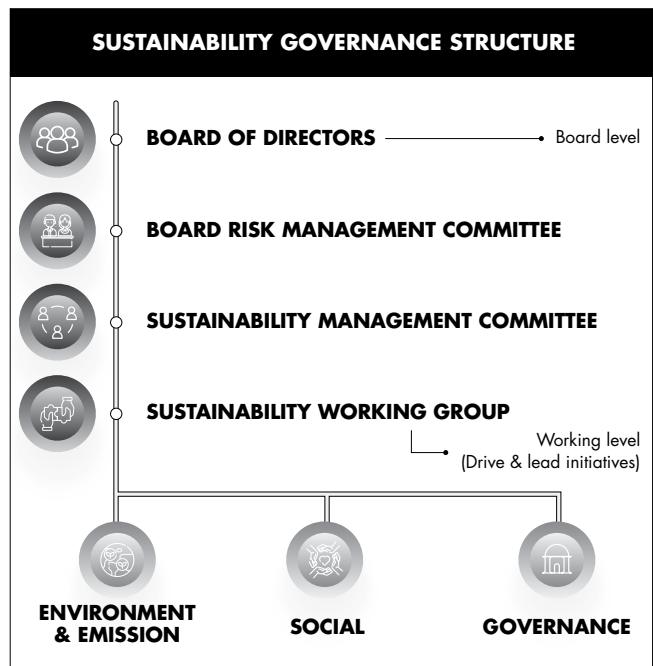 SUSTAINABILITY GOVERNANCE STRUCTURE
BOARD OF DIRECTORS
Board level
BOARD RISK MANAGEMENT COMMITTEE
SUSTAINABILITY MANAGEMENT COMMITTEE
SUSTAINABILITY WORKING GROUP
Working level
(Drive & lead initiatives)
ENVIRONMENT
& EMISSION
SOCIAL
GOVERNANCE